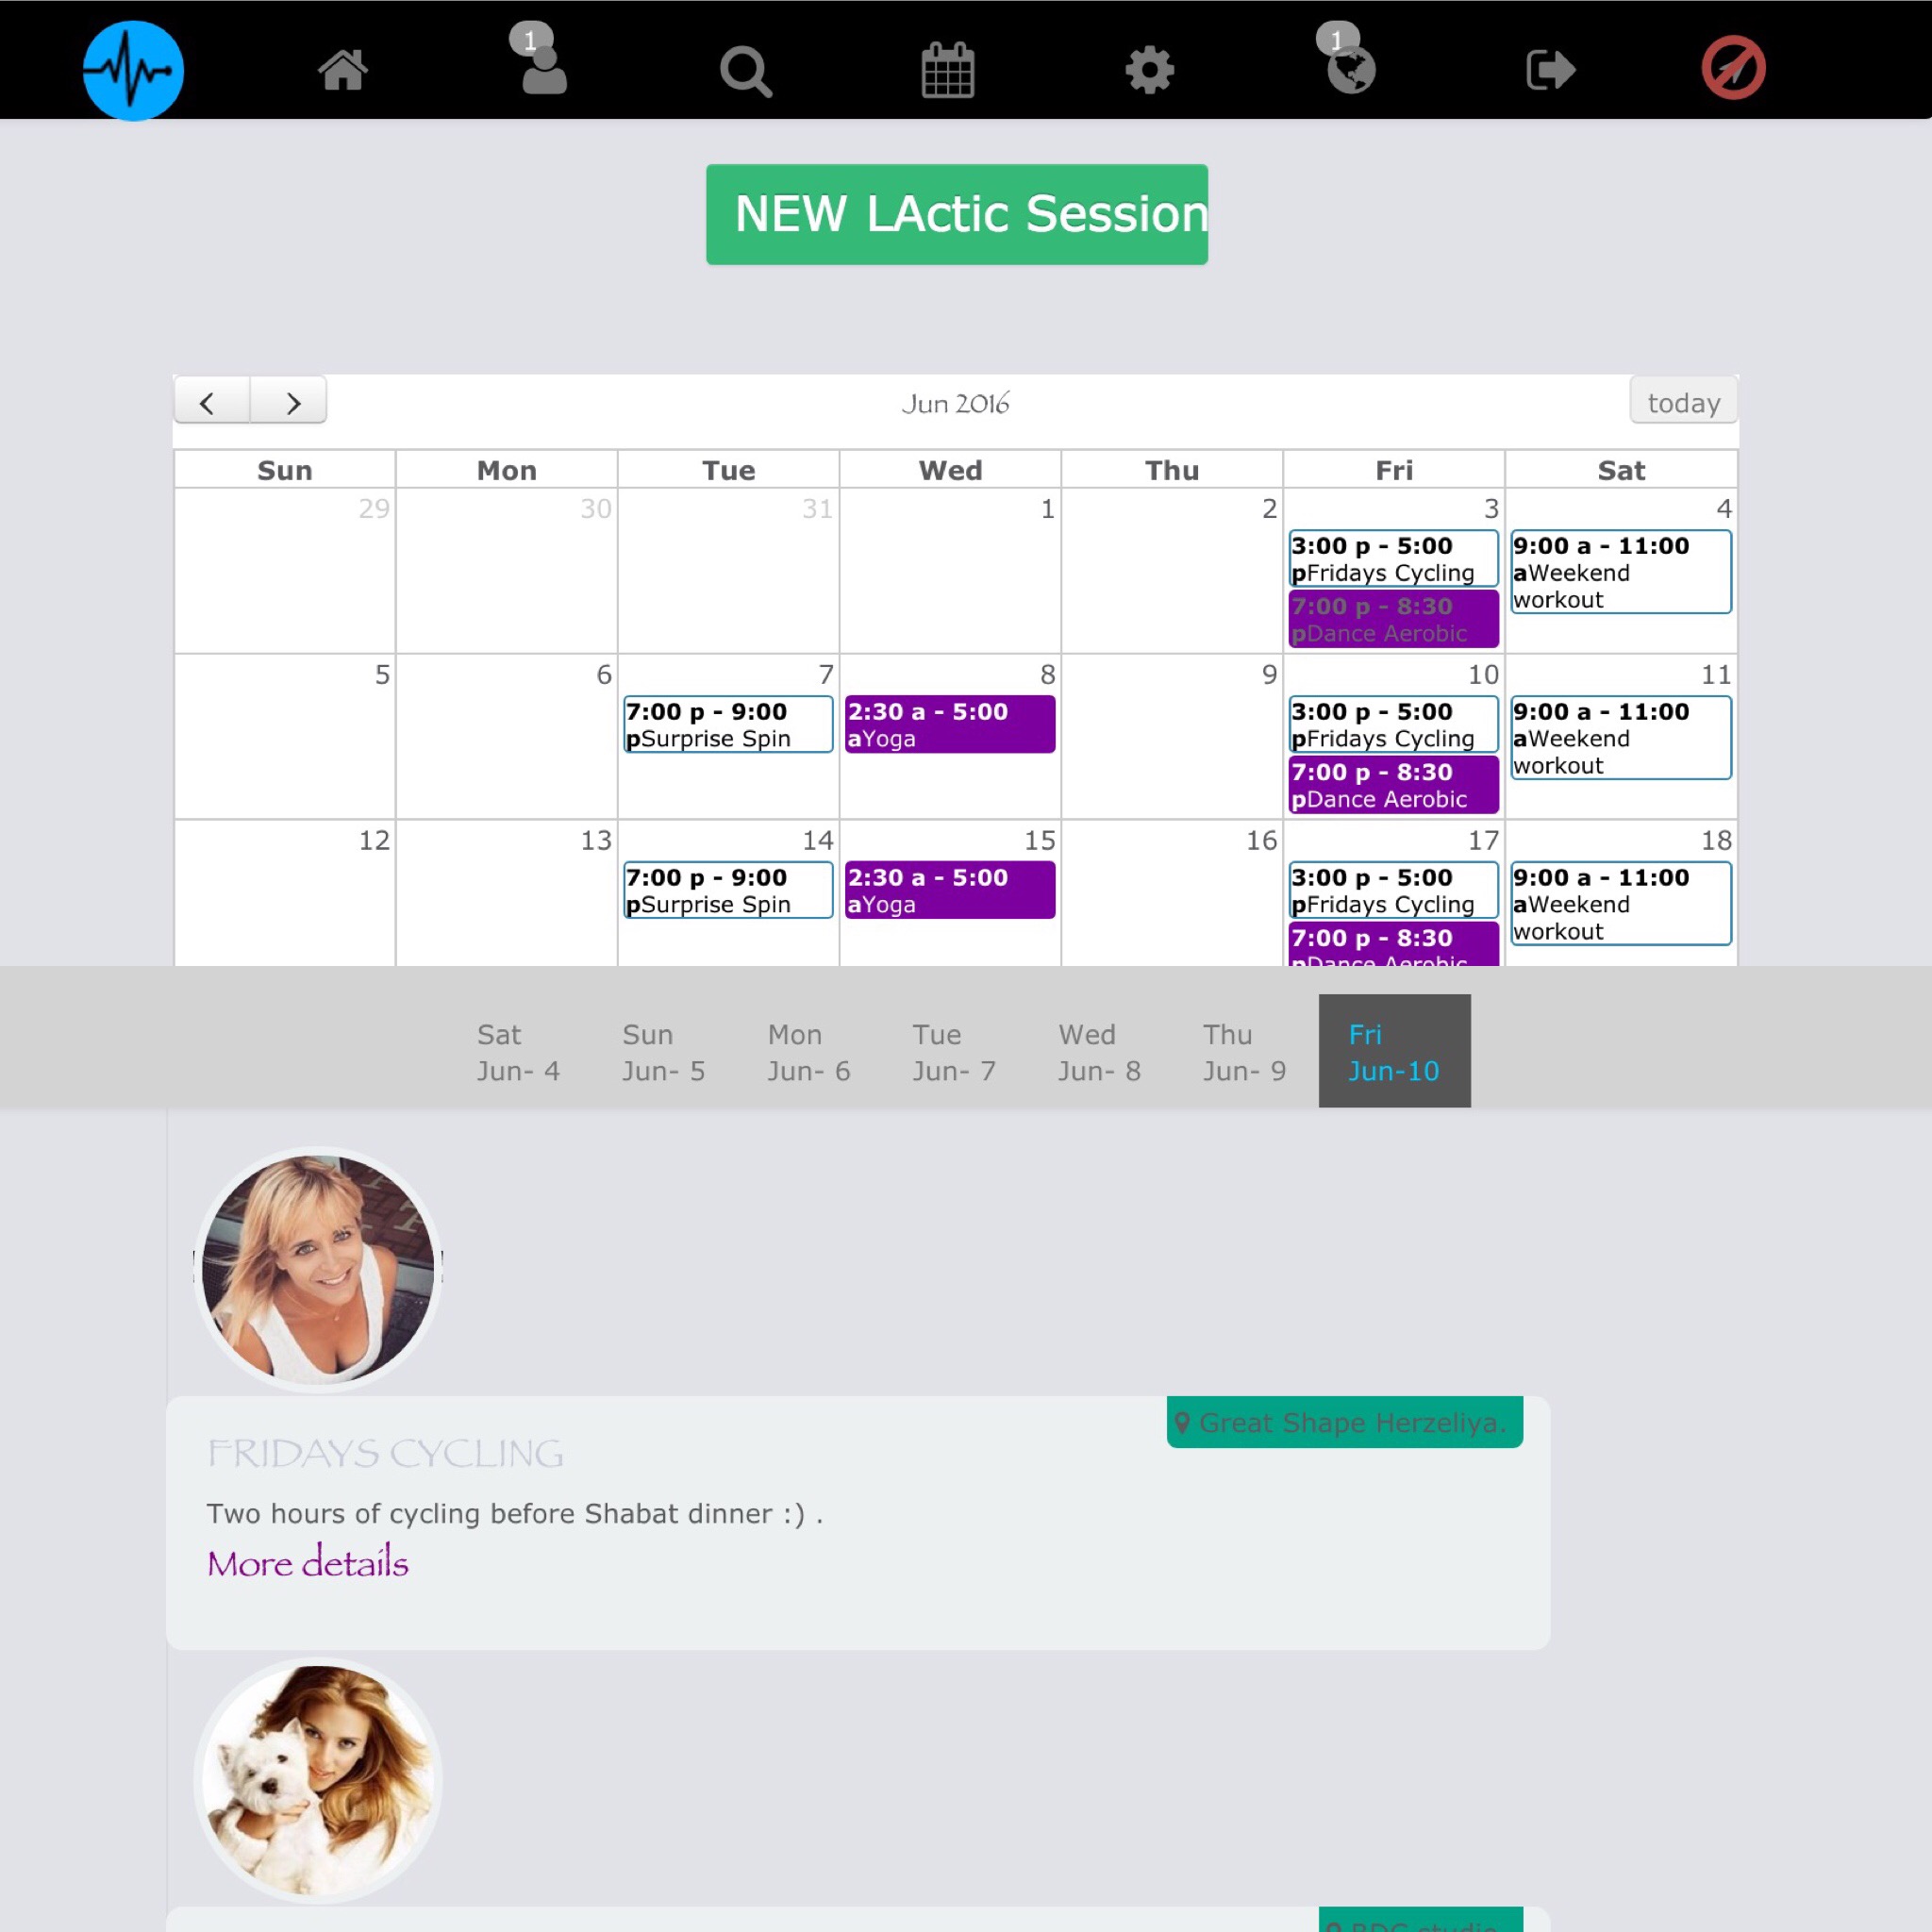 1
1
NEW LActic Session
Jun 2016
today
Sun Mon Tue Wed Thu Fri Sat
29 30 31 1 2 3 4
3:00 p - 5:00
pFridays Cycling
7:00 p - 8:30
pDance Aerobic
9:00 a - 11:00
aWeekend
workout
5 6 7 8 9 10 11
7:00 p - 9:00
pSurprise Spin
2:30 a - 5:00
aYoga
3:00 p - 5:00
pFridays Cycling
7:00 p - 8:30
pDance Aerobic
9:00 a - 11:00
aWeekend
workout
12 13 14 15 16 17 18
7:00 p - 9:00
pSurprise Spin
2:30 a - 5:00
aYoga
3:00 p - 5:00
pFridays Cycling
7:00 p - 8:30
pDance Aerobic
9:00 a - 11:00
aWeekend
workout
Sat Sun Mon Tue Wed Thu Fri
Jun- 4 Jun- 5 Jun- 6 Jun- 7 Jun- 8 Jun- 9 Jun-10
Great Shape Herzeliya.
FRIDAYS CYCLING
Two hours of cycling before Shabat dinner :) .
More details
studio